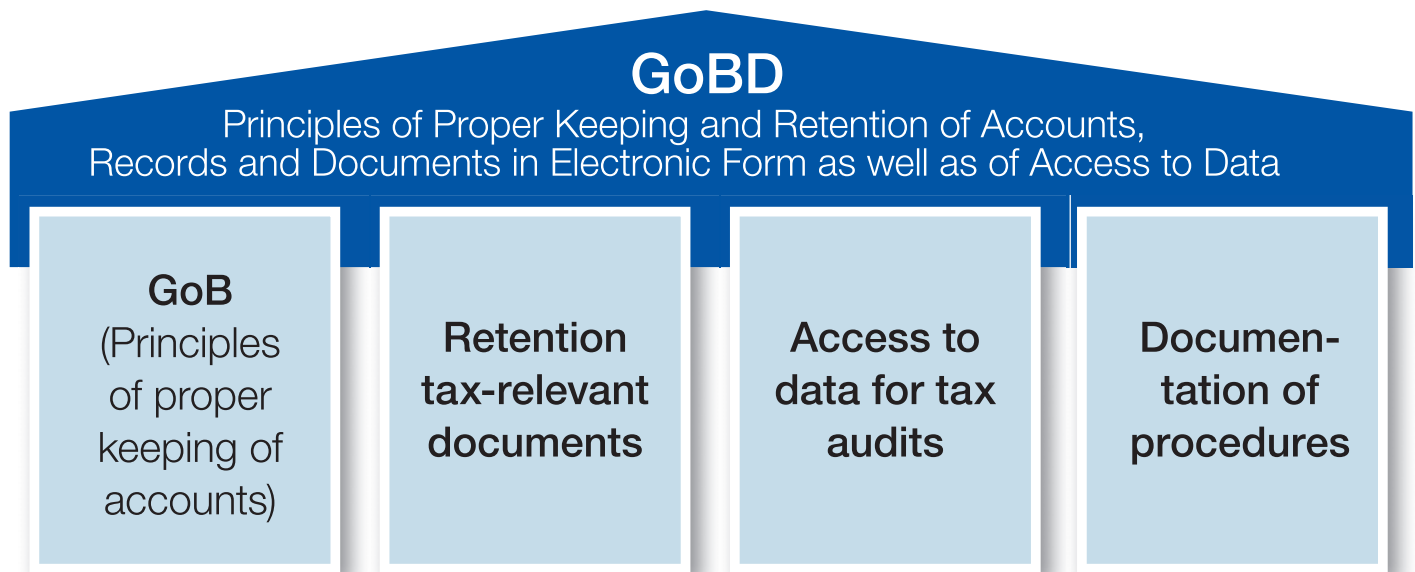 GoBD
Principles of Proper Keeping and Retention of Accounts,
Records and Documents in Electronic Form as well as of Access to Data
GoB
(Principles
of proper
keeping of
accounts)
Retention
tax-relevant
documents
Access to
data for tax
audits
Documen-
tation of
procedures